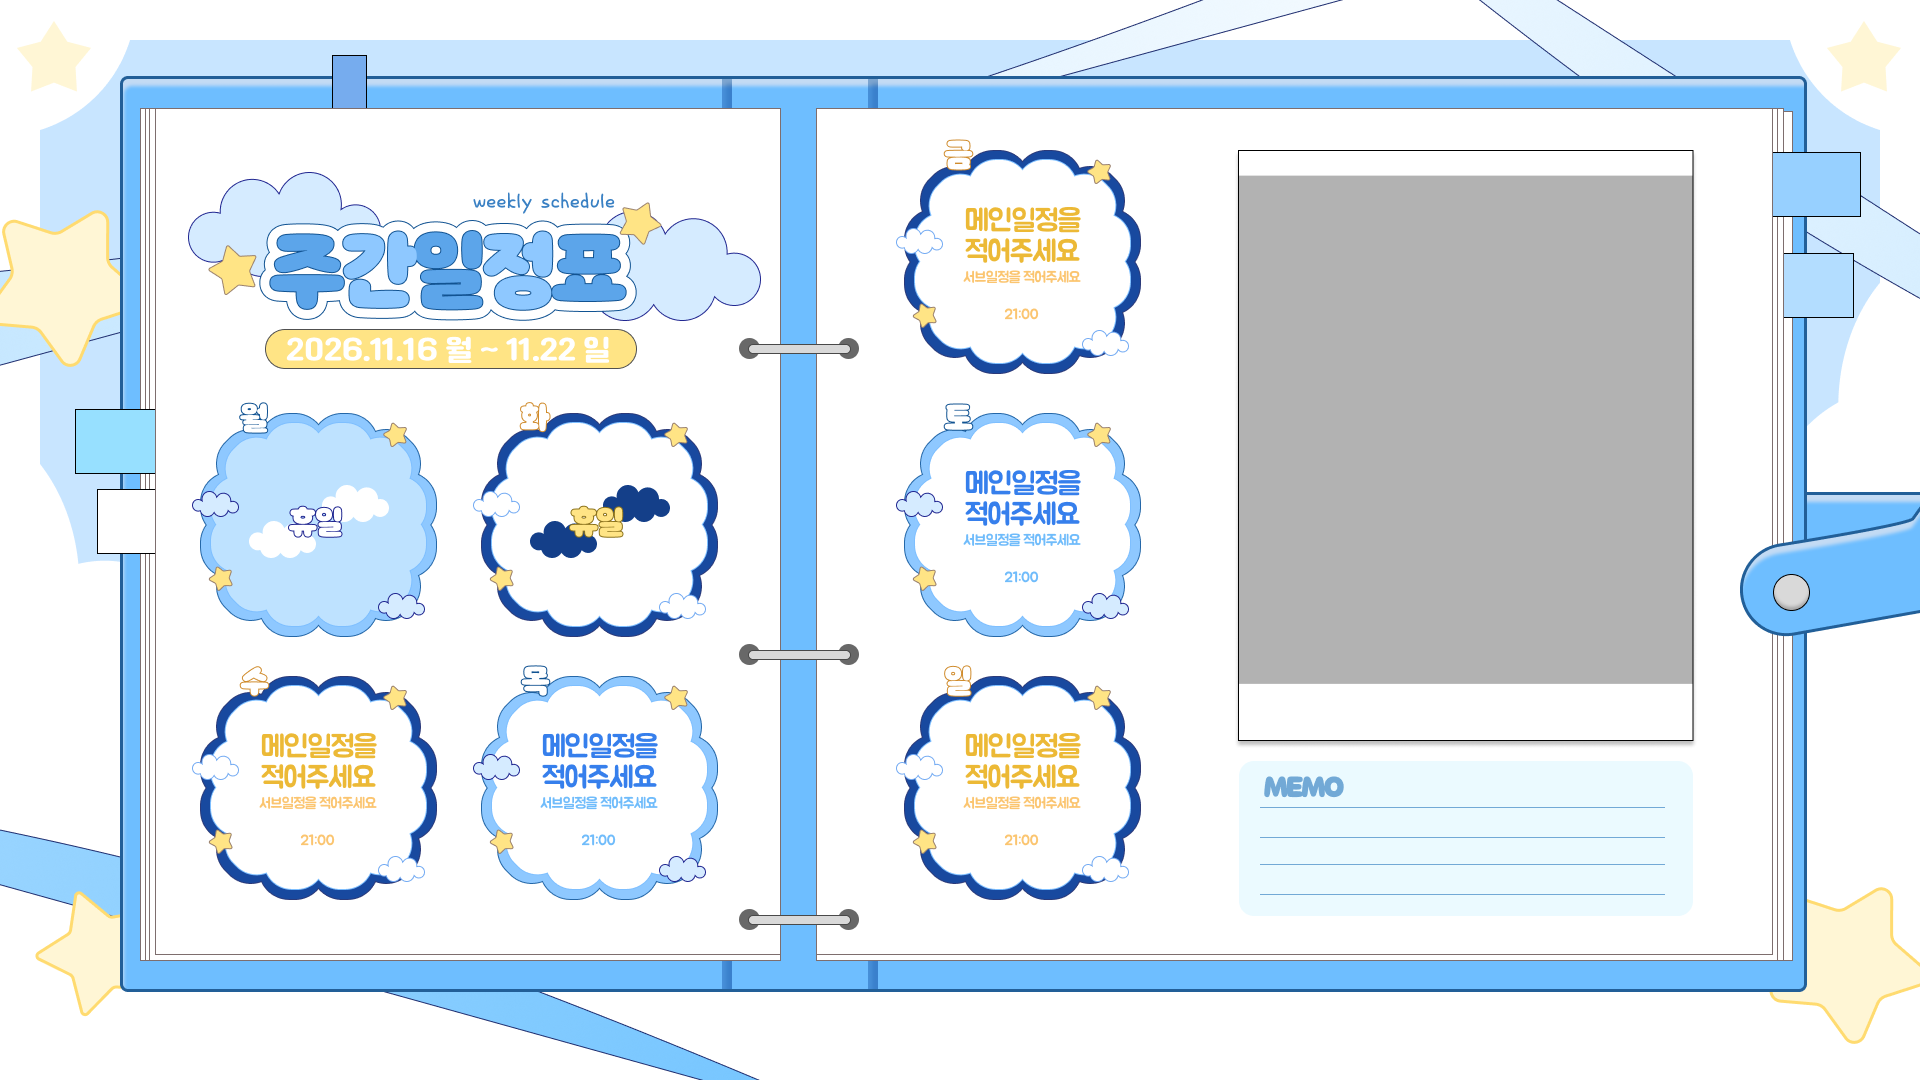 weekly schedule
주간일정표
2026.11.16 월 ~ 11.22 일
월
휴일
화
휴일
수
메인일정을
적어주세요
서브일정을 적어주세요
21:00
목
메인일정을
적어주세요
서브일정을 적어주세요
21:00
금
메인일정을
적어주세요
서브일정을 적어주세요
21:00
토
메인일정을
적어주세요
서브일정을 적어주세요
21:00
일
메인일정을
적어주세요
서브일정을 적어주세요
21:00
MEMO